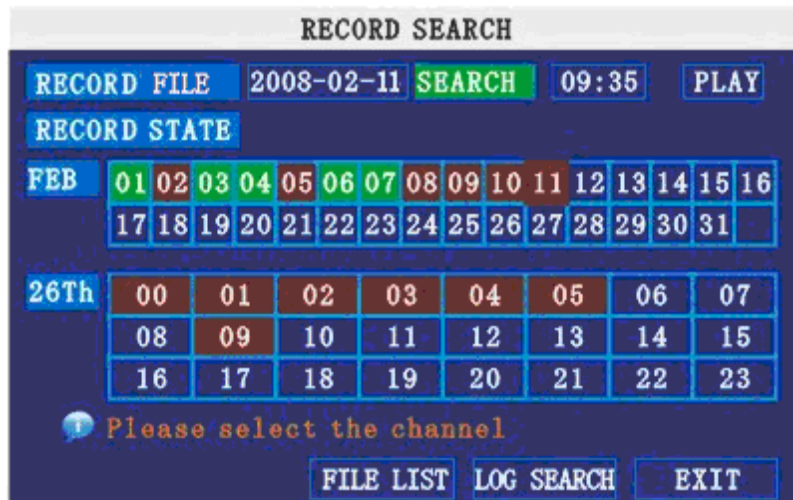 RECORD SEARCH
RECORD FILE 2008-02-11 SEARCH 09:35 PLAY
RECORD STATE
FEB 01 02 03 04 05 06 07 08 09 10 11 12 13 14 15 16
17 18 19 20 21 22 23 24 25 26 27 28 29 30 31
26Th 00 01 02 03 04 05 06 07
08 09 10 11 12 13 14 15
16 17 18 19 20 21 22 23
Please select the channel
FILE LIST LOG SEARCH EXIT